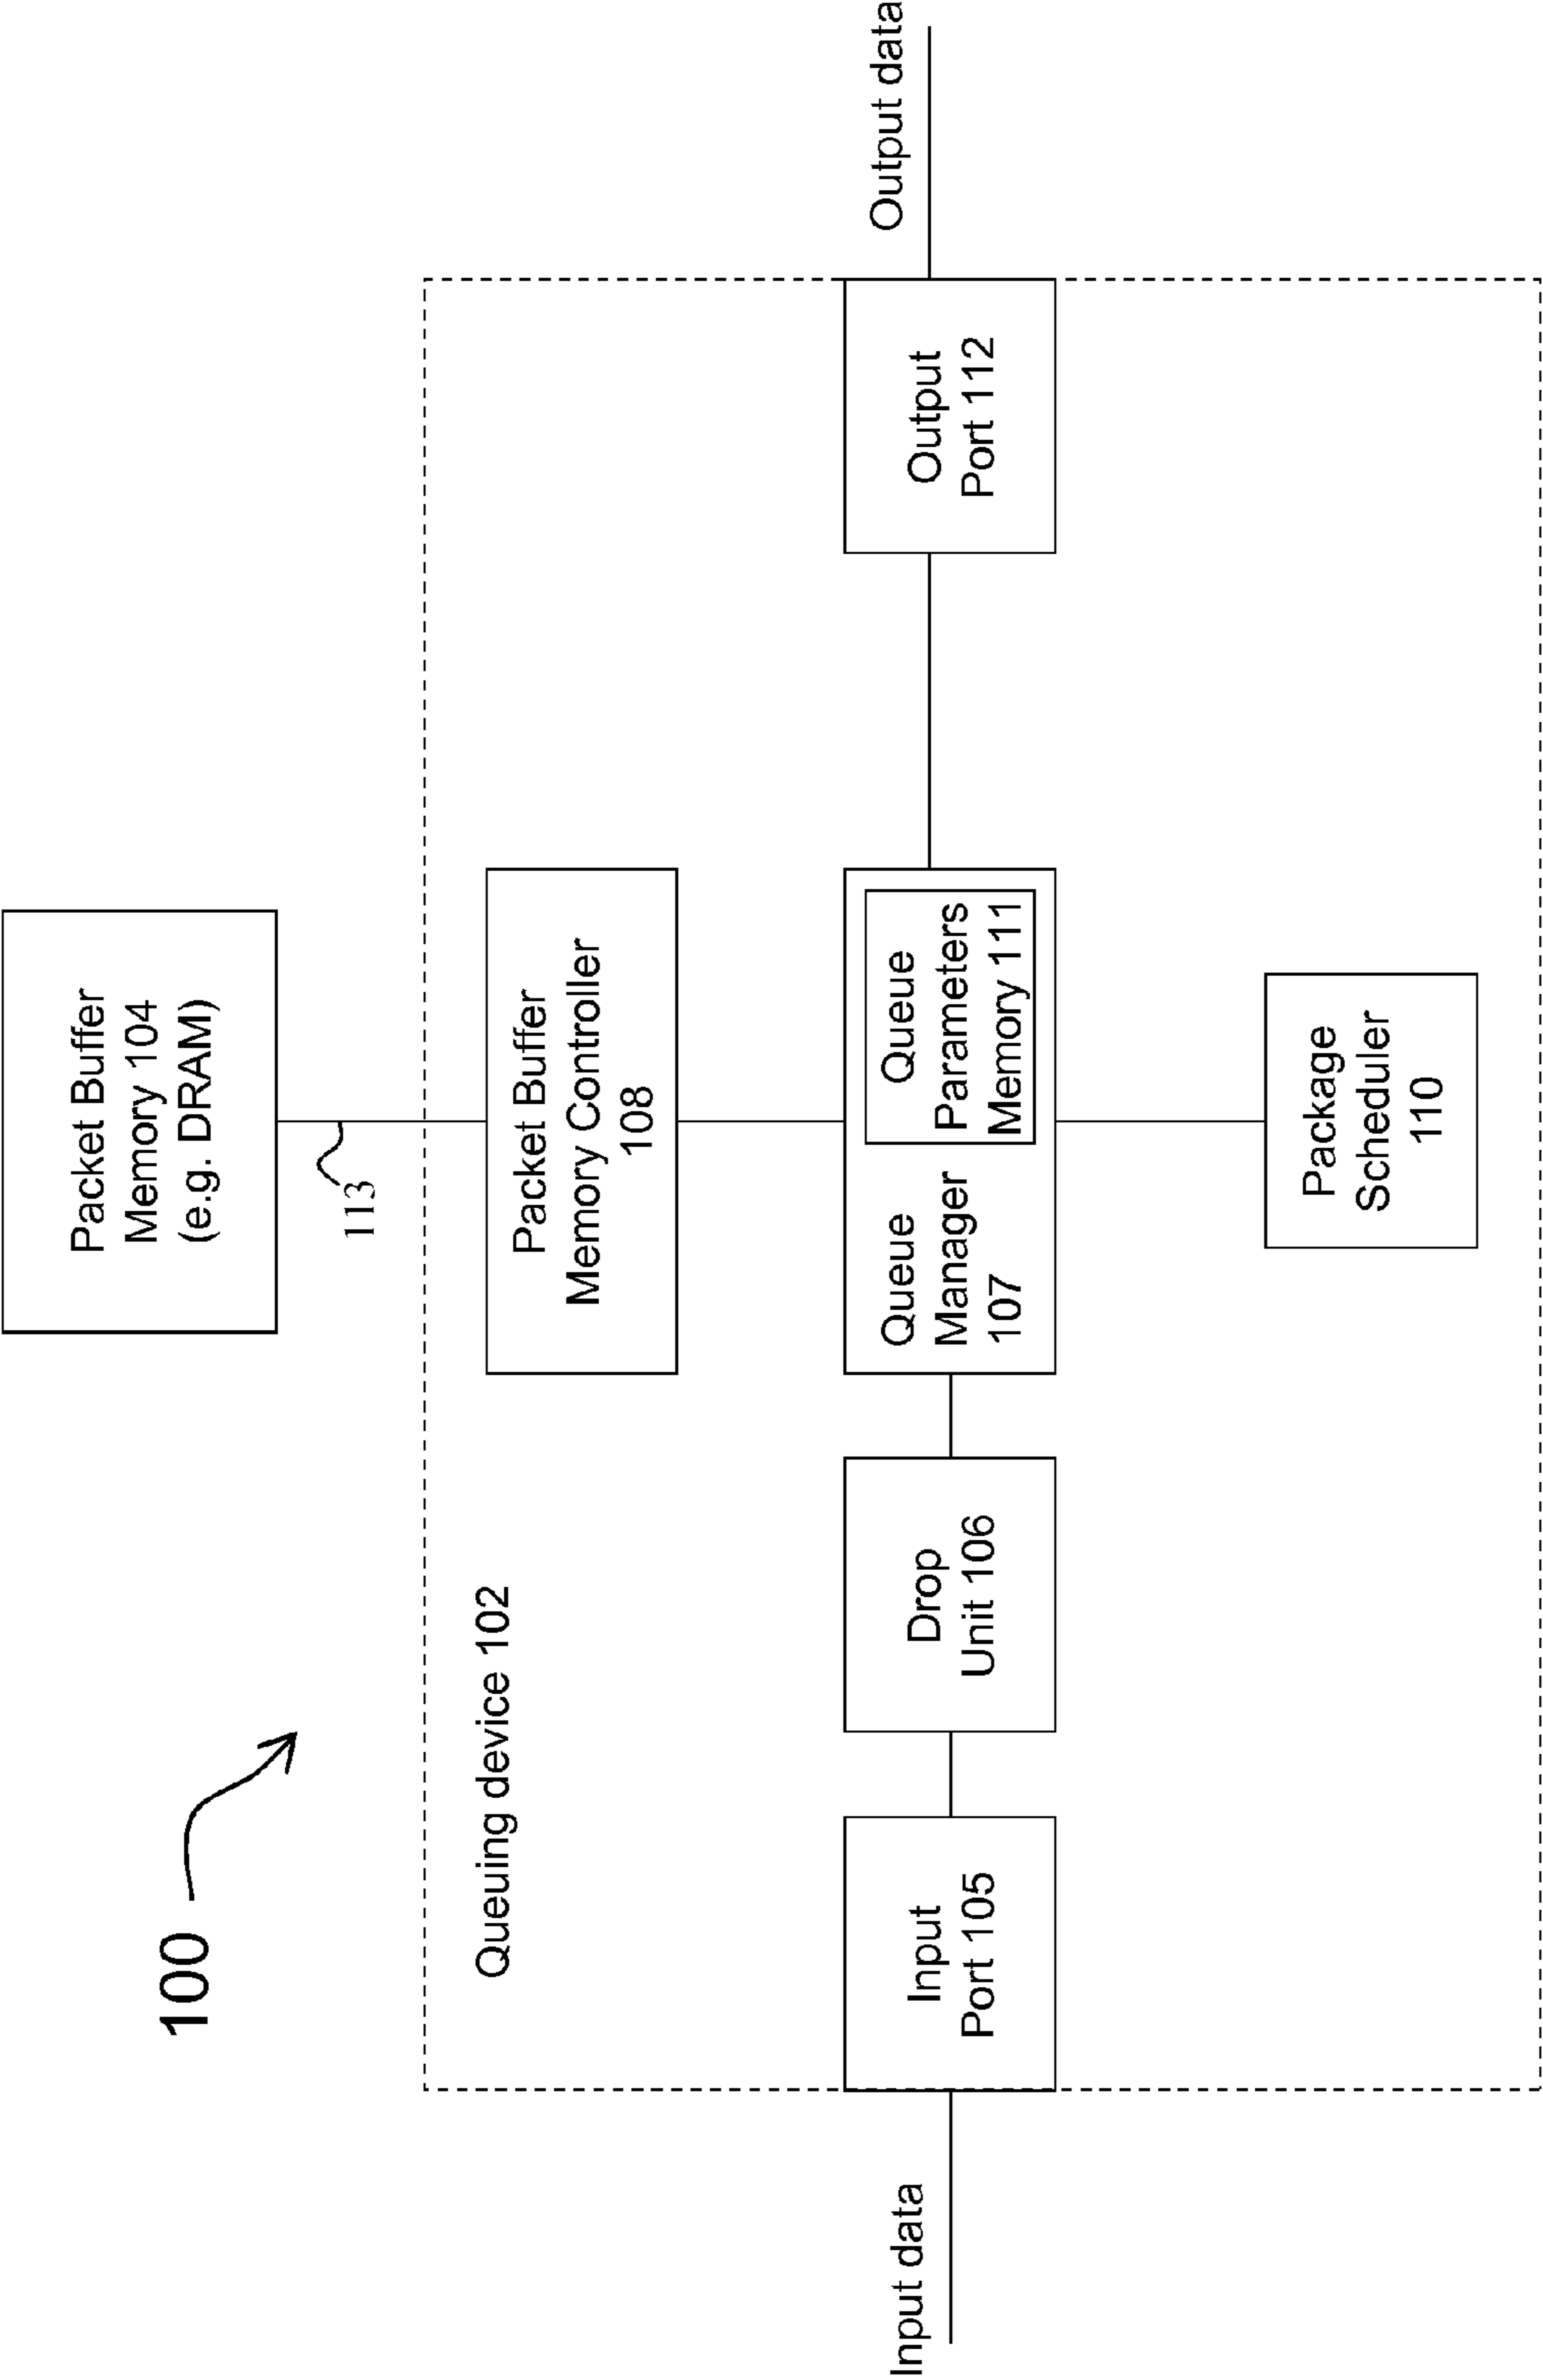 100
Packet Buffer
Memory 104
(e.g. DRAM)
113
Queuing device 102
Packet Buffer
Memory Controller
108
Input data
Input
Port 105
Drop
Unit 106
Queue
Manager
107
Queue
Parameters
Memory 111
Output
Port 112
Output data
Package
Scheduler
110